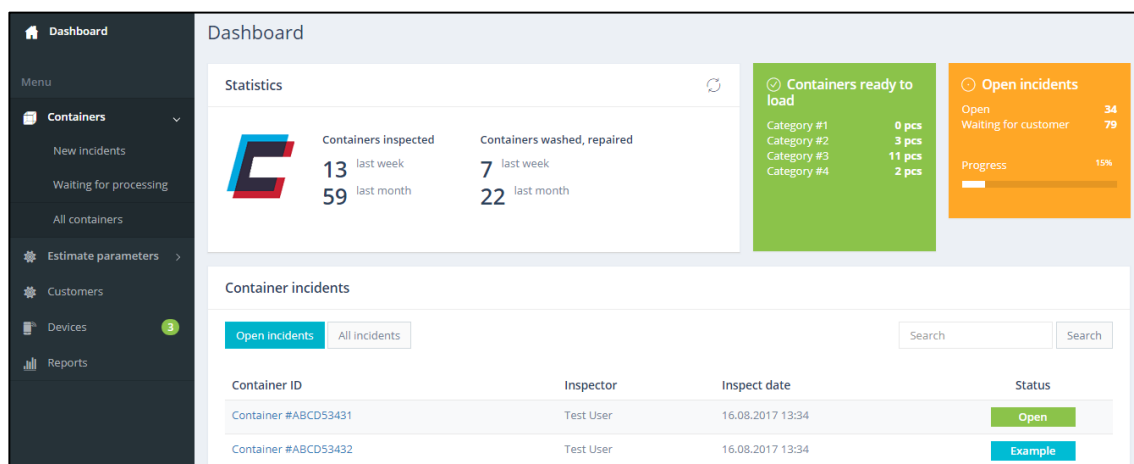 Dashboard
Menu
Containers
New incidents
Waiting for processing
All containers
Estimate parameters
Customers
Devices 3
Reports
Dashboard
Statistics
Containers inspected
13 last week
59 last month
Containers washed, repaired
7 last week
22 last month
Containers ready to
load
Category #1 0 pcs
Category #2 3 pcs
Category #3 11 pcs
Category #4 2 pcs
Open incidents
Open 34
Waiting for customer 79
Progress 15%
Container incidents
Open incidents All incidents Search Search
Container ID Inspector Inspect date Status
Container #ABCD53431 Test User 16.08.2017 13:34 Open
Container #ABCD53432 Test User 16.08.2017 13:34 Example